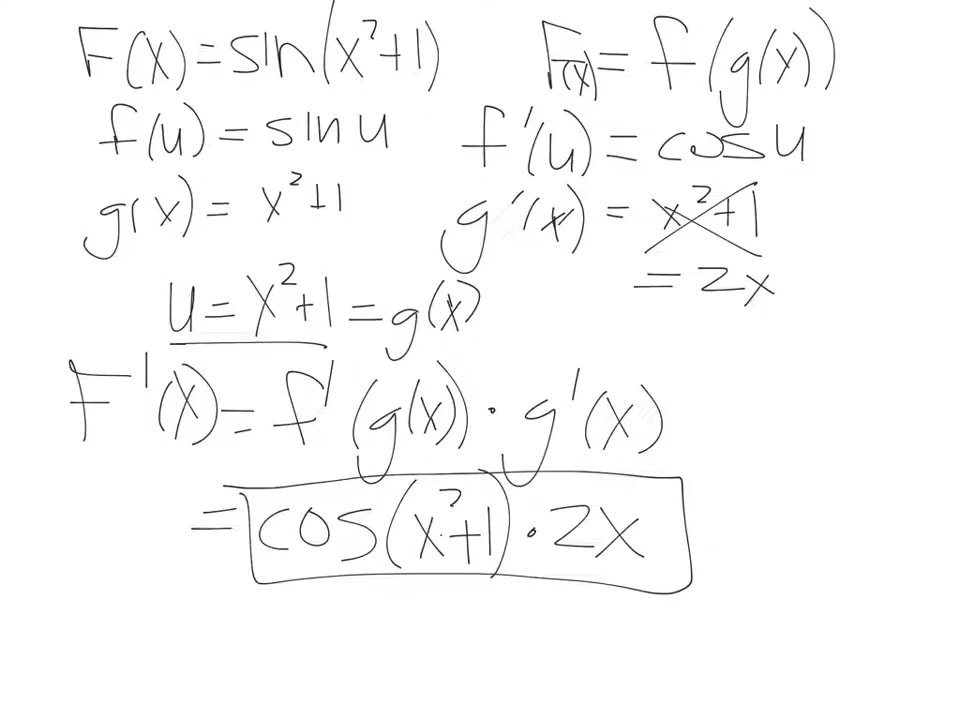 F(x) = sin(x²+1) F(x) = f(g(x))
f(u) = sin u f'(u) = cos u
g(x) = x²+1 g'(x) = x²+1
= 2x
u = x²+1 = g(x)
F'(x) = f'(g(x)) · g'(x)
= cos(x²+1) · 2x